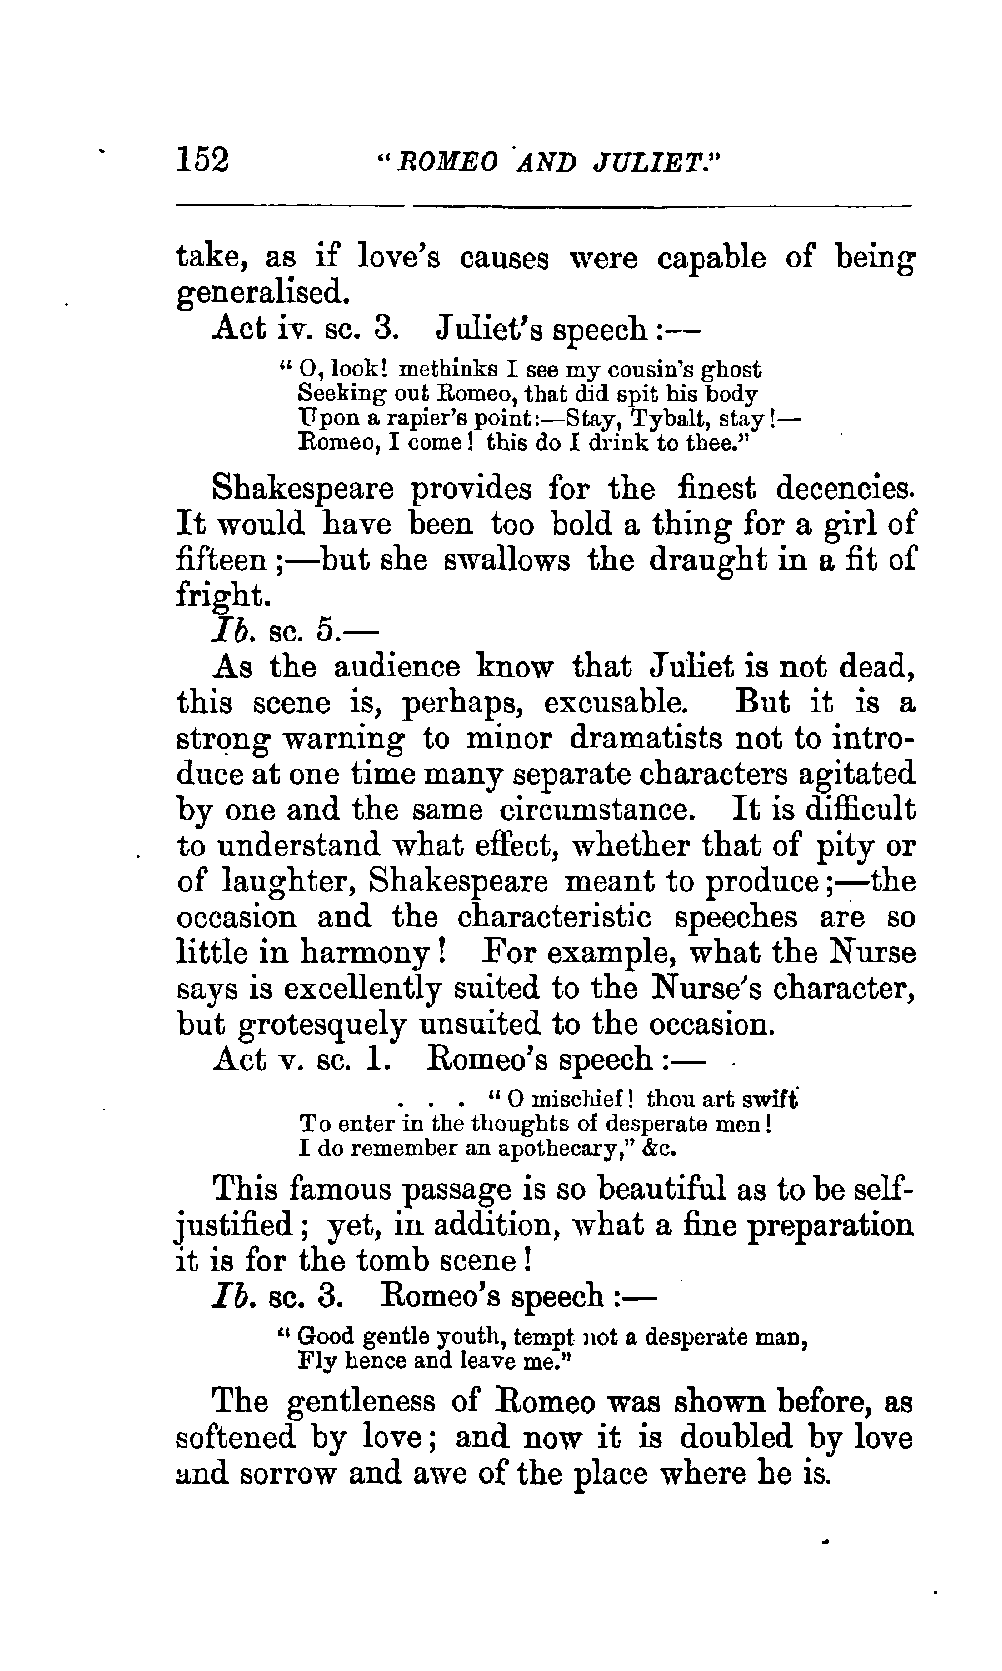 152 "ROMEO AND JULIET."
take, as if love's causes were capable of being
generalised.
Act iv. sc. 3. Juliet's speech:—
"O, look! methinks I see my cousin's ghost
Seeking out Romeo, that did spit his body
Upon a rapier's point:—Stay, Tybalt, stay!—
Romeo, I come! this do I drink to thee."
Shakespeare provides for the finest decencies.
It would have been too bold a thing for a girl of
fifteen;—but she swallows the draught in a fit of
fright.
Ib. sc. 5.—
As the audience know that Juliet is not dead,
this scene is, perhaps, excusable. But it is a
strong warning to minor dramatists not to intro-
duce at one time many separate characters agitated
by one and the same circumstance. It is difficult
to understand what effect, whether that of pity or
of laughter, Shakespeare meant to produce;—the
occasion and the characteristic speeches are so
little in harmony! For example, what the Nurse
says is excellently suited to the Nurse's character,
but grotesquely unsuited to the occasion.
Act v. sc. 1. Romeo's speech:—
. . . "O mischief! thou art swift
To enter in the thoughts of desperate men!
I do remember an apothecary," &c.
This famous passage is so beautiful as to be self-
justified; yet, in addition, what a fine preparation
it is for the tomb scene!
Ib. sc. 3. Romeo's speech:—
"Good gentle youth, tempt not a desperate man,
Fly hence and leave me."
The gentleness of Romeo was shown before, as
softened by love; and now it is doubled by love
and sorrow and awe of the place where he is.